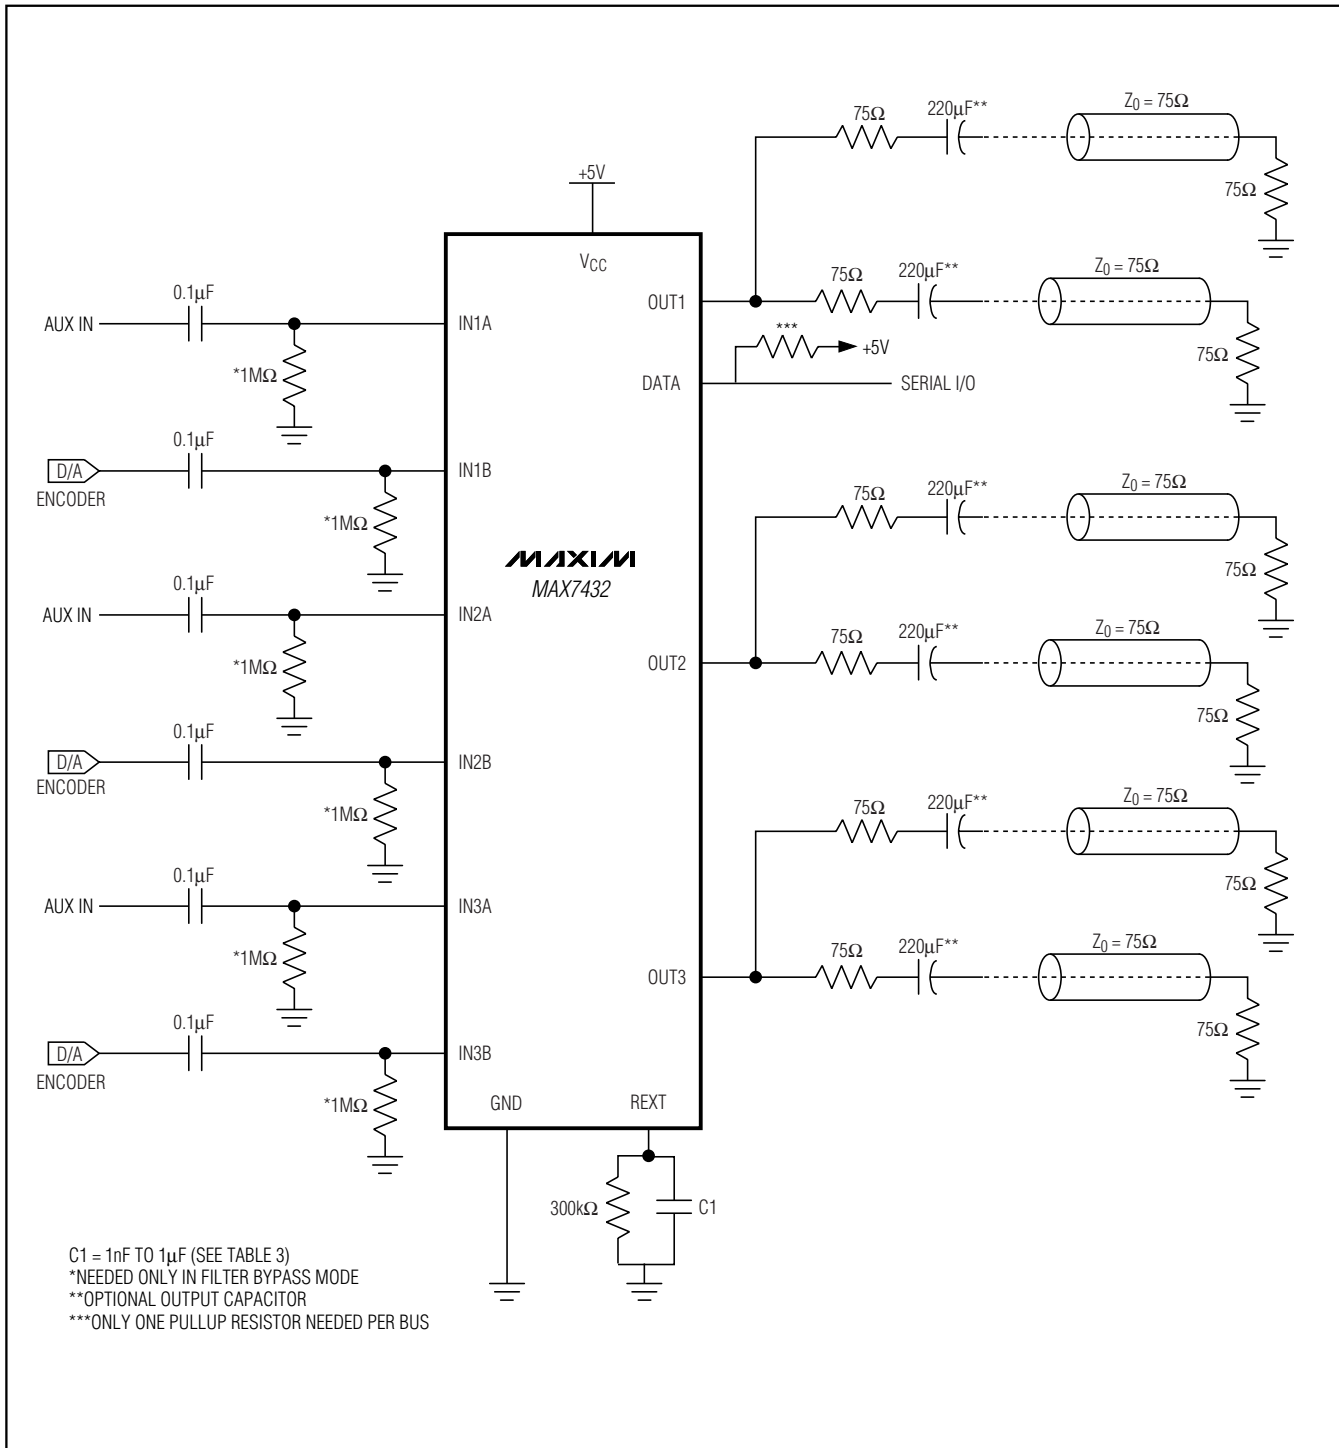 Z0 = 75Ω
75Ω
220µF**
75Ω
+5V
VCC
Z0 = 75Ω
75Ω
220µF**
OUT1
75Ω
0.1µF
AUX IN
IN1A
*1MΩ
***
+5V
DATA
SERIAL I/O
0.1µF
D/A
ENCODER
IN1B
*1MΩ
Z0 = 75Ω
75Ω
220µF**
75Ω
MAXIM
MAX7432
0.1µF
AUX IN
IN2A
*1MΩ
Z0 = 75Ω
75Ω
220µF**
OUT2
75Ω
0.1µF
D/A
ENCODER
IN2B
*1MΩ
Z0 = 75Ω
75Ω
220µF**
75Ω
0.1µF
AUX IN
IN3A
*1MΩ
Z0 = 75Ω
75Ω
220µF**
OUT3
75Ω
0.1µF
D/A
ENCODER
IN3B
*1MΩ
GND
REXT
300kΩ
C1
C1 = 1nF TO 1µF (SEE TABLE 3)
*NEEDED ONLY IN FILTER BYPASS MODE
**OPTIONAL OUTPUT CAPACITOR
***ONLY ONE PULLUP RESISTOR NEEDED PER BUS